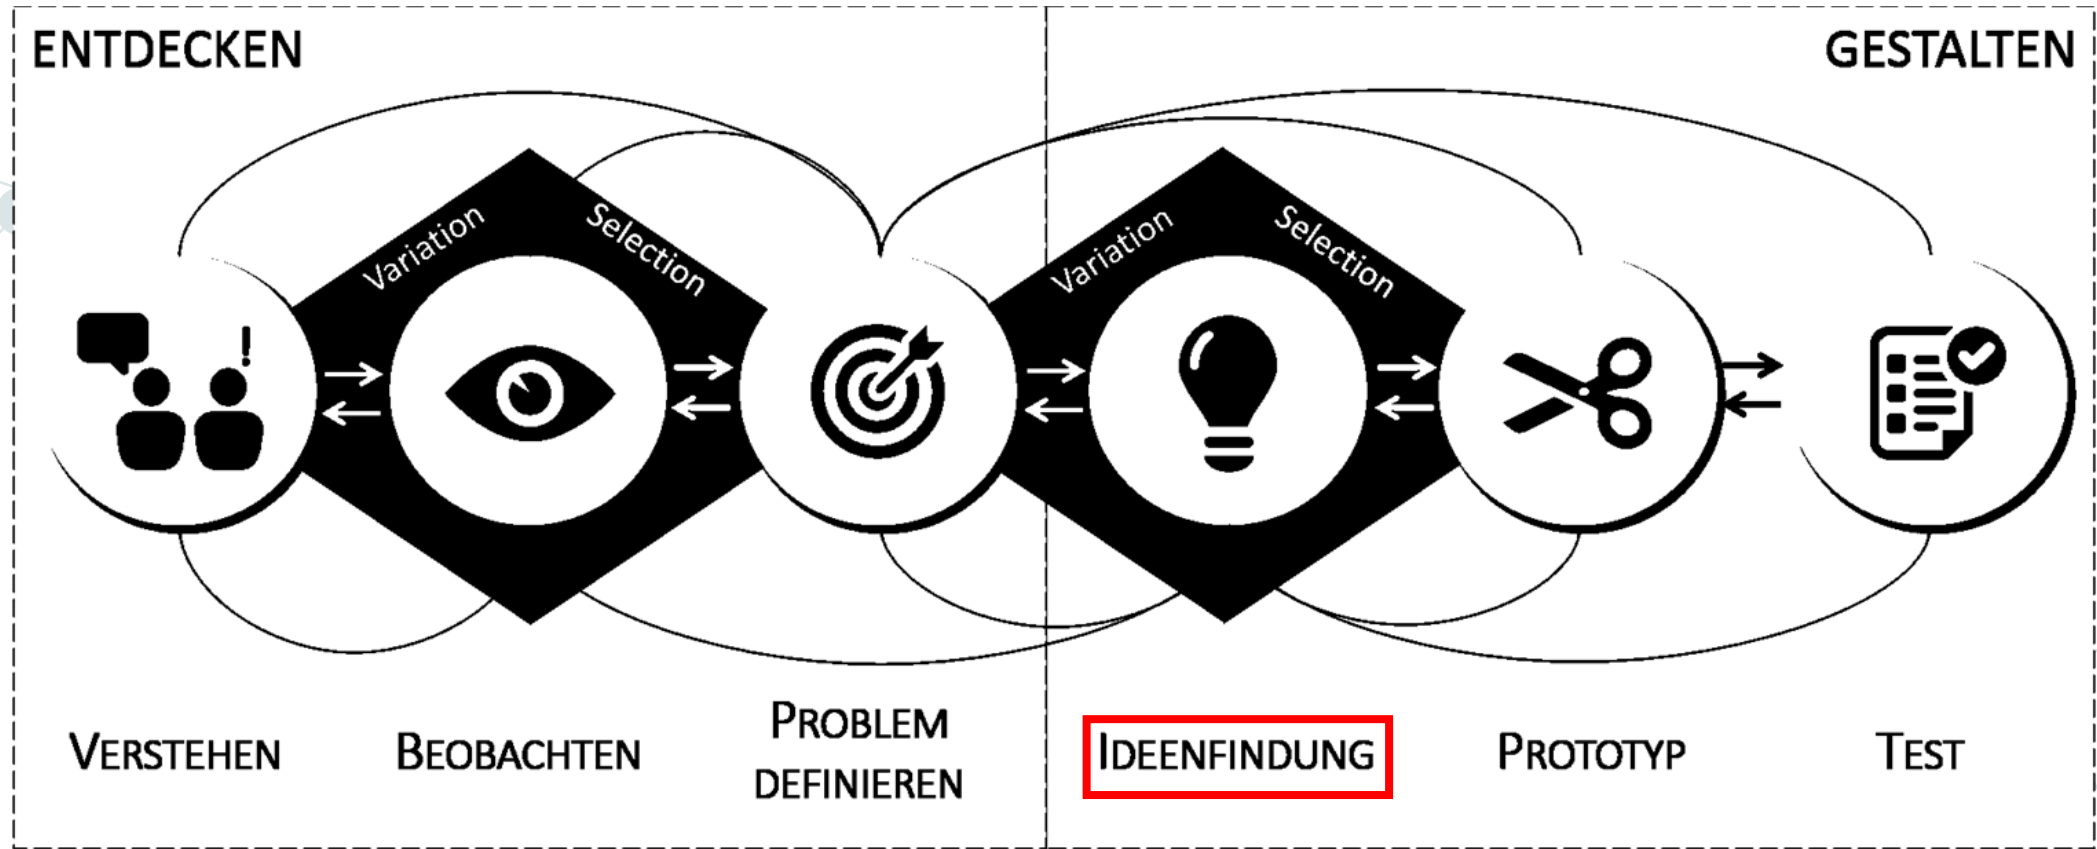 ENTDECKEN
GESTALTEN
Variation
Selection
Variation
Selection
!
VERSTEHEN
BEOBACHTEN
PROBLEM
DEFINIEREN
IDEENFINDUNG
PROTOTYP
TEST